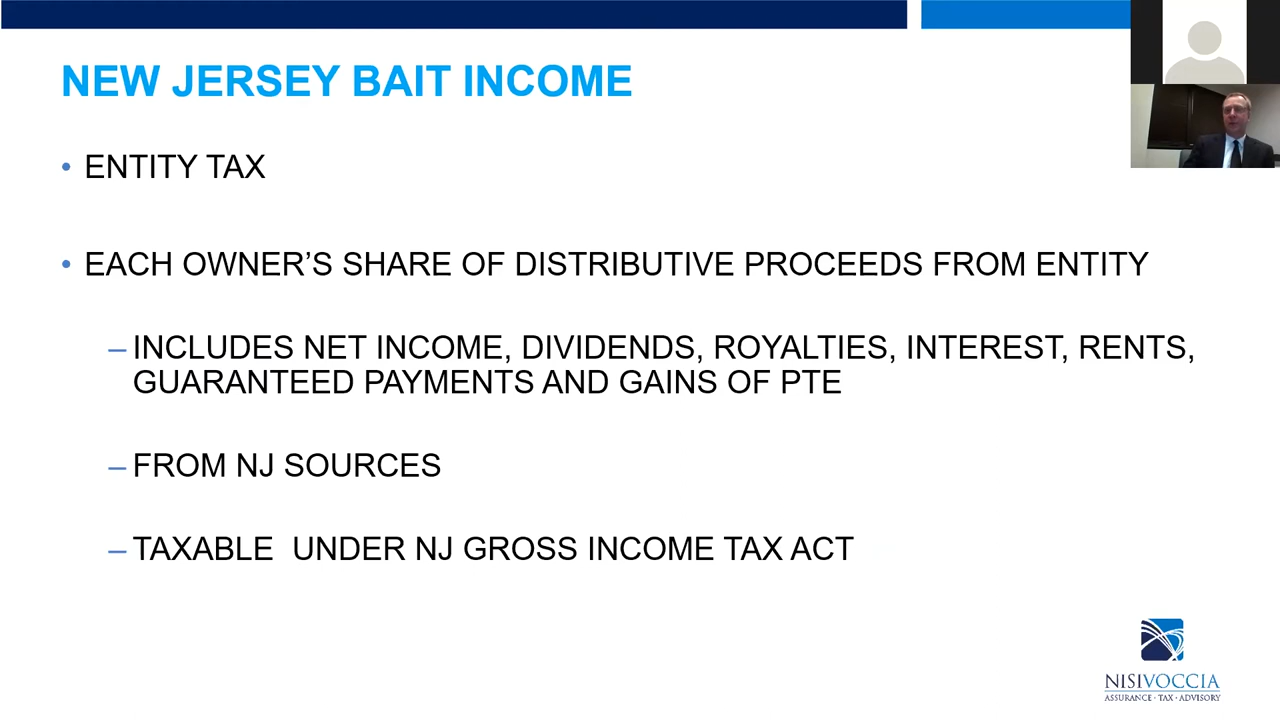 NEW JERSEY BAIT INCOME
• ENTITY TAX
• EACH OWNER’S SHARE OF DISTRIBUTIVE PROCEEDS FROM ENTITY
– INCLUDES NET INCOME, DIVIDENDS, ROYALTIES, INTEREST, RENTS,
GUARANTEED PAYMENTS AND GAINS OF PTE
– FROM NJ SOURCES
– TAXABLE UNDER NJ GROSS INCOME TAX ACT
NISIVOCCIA
ASSURANCE · TAX · ADVISORY